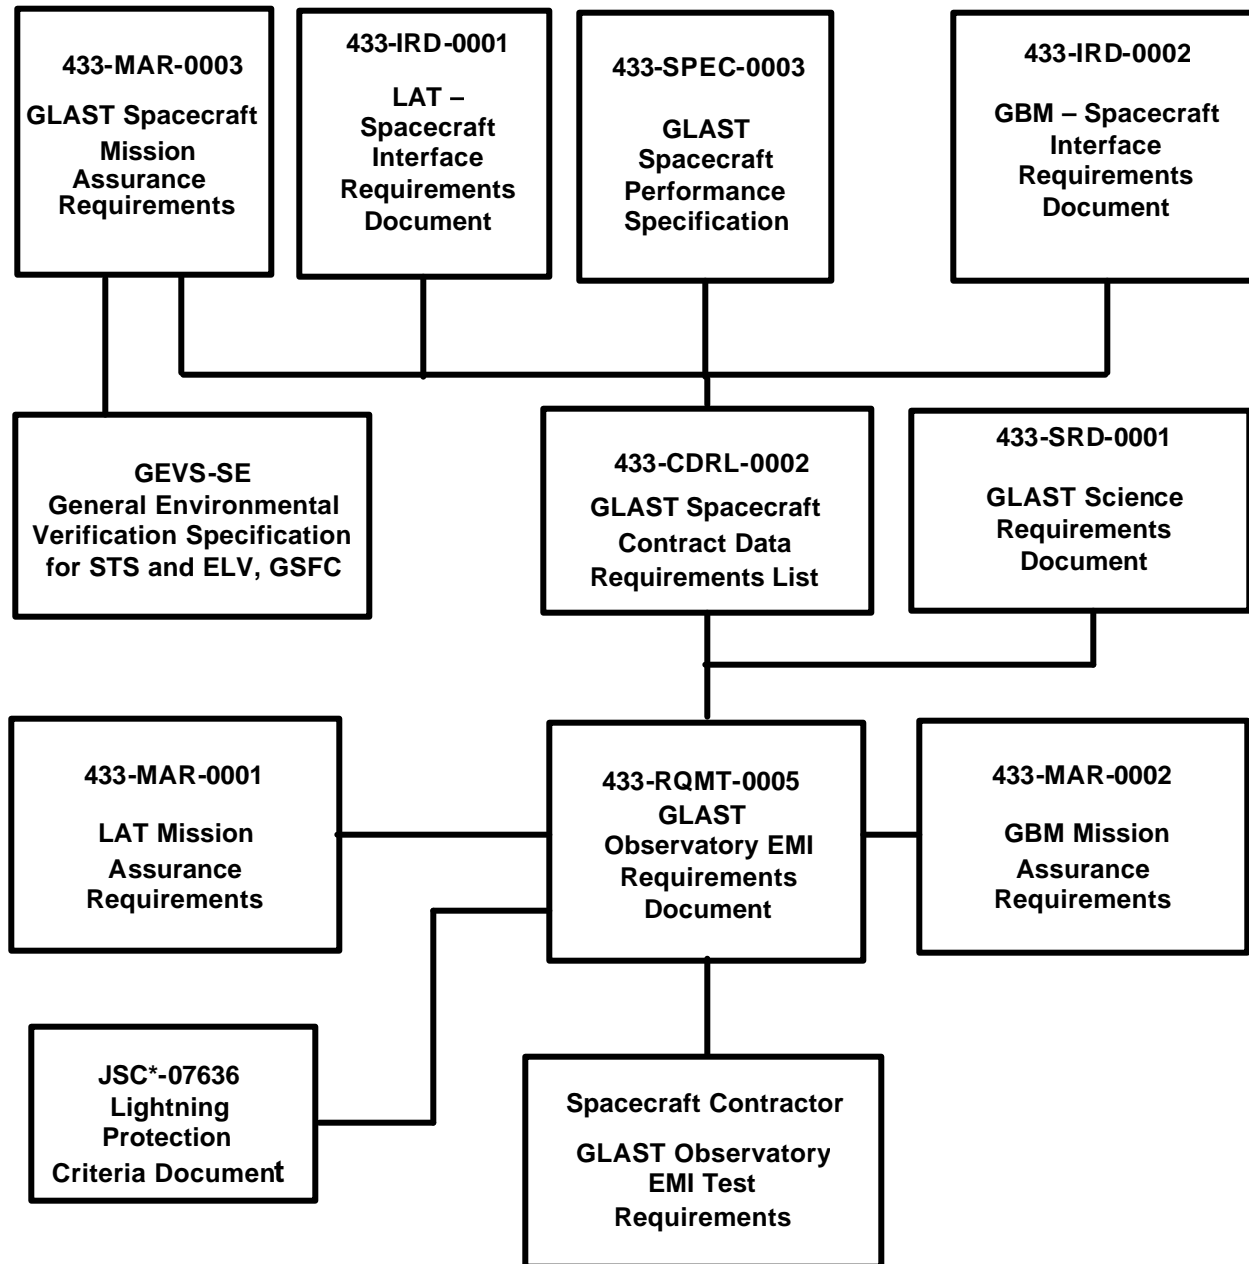 433-MAR-0003
GLAST Spacecraft
Mission
Assurance
Requirements
433-IRD-0001
LAT –
Spacecraft
Interface
Requirements
Document
433-SPEC-0003
GLAST
Spacecraft
Performance
Specification
433-IRD-0002
GBM – Spacecraft
Interface
Requirements
Document
GEVS-SE
General Environmental
Verification Specification
for STS and ELV, GSFC
433-CDRL-0002
GLAST Spacecraft
Contract Data
Requirements List
433-SRD-0001
GLAST Science
Requirements
Document
433-MAR-0001
LAT Mission
Assurance
Requirements
433-RQMT-0005
GLAST
Observatory EMI
Requirements
Document
433-MAR-0002
GBM Mission
Assurance
Requirements
JSC*-07636
Lightning
Protection
Criteria Document
Spacecraft Contractor
GLAST Observatory
EMI Test
Requirements